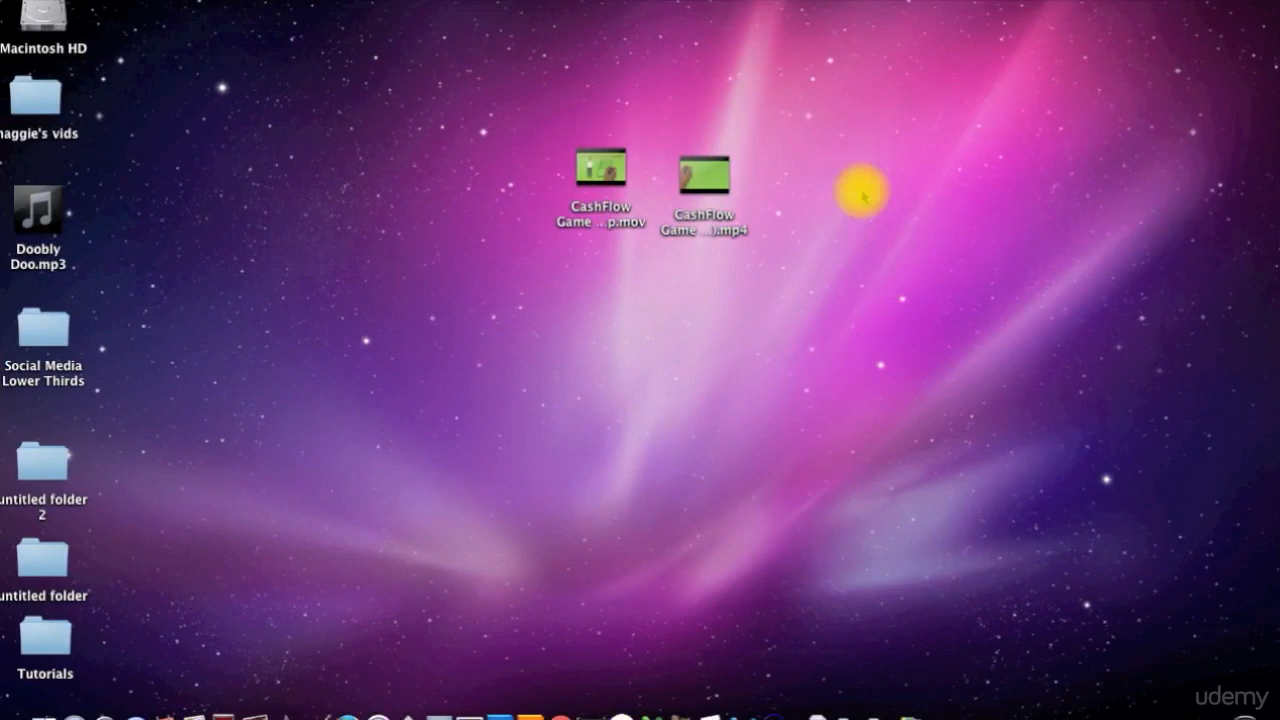 Macintosh HD
maggie's vids
Doobly
Doo.mp3
Social Media
Lower Thirds
untitled folder
2
untitled folder
Tutorials
CashFlow
Game ...p.mov
CashFlow
Game ...).mp4
udemy